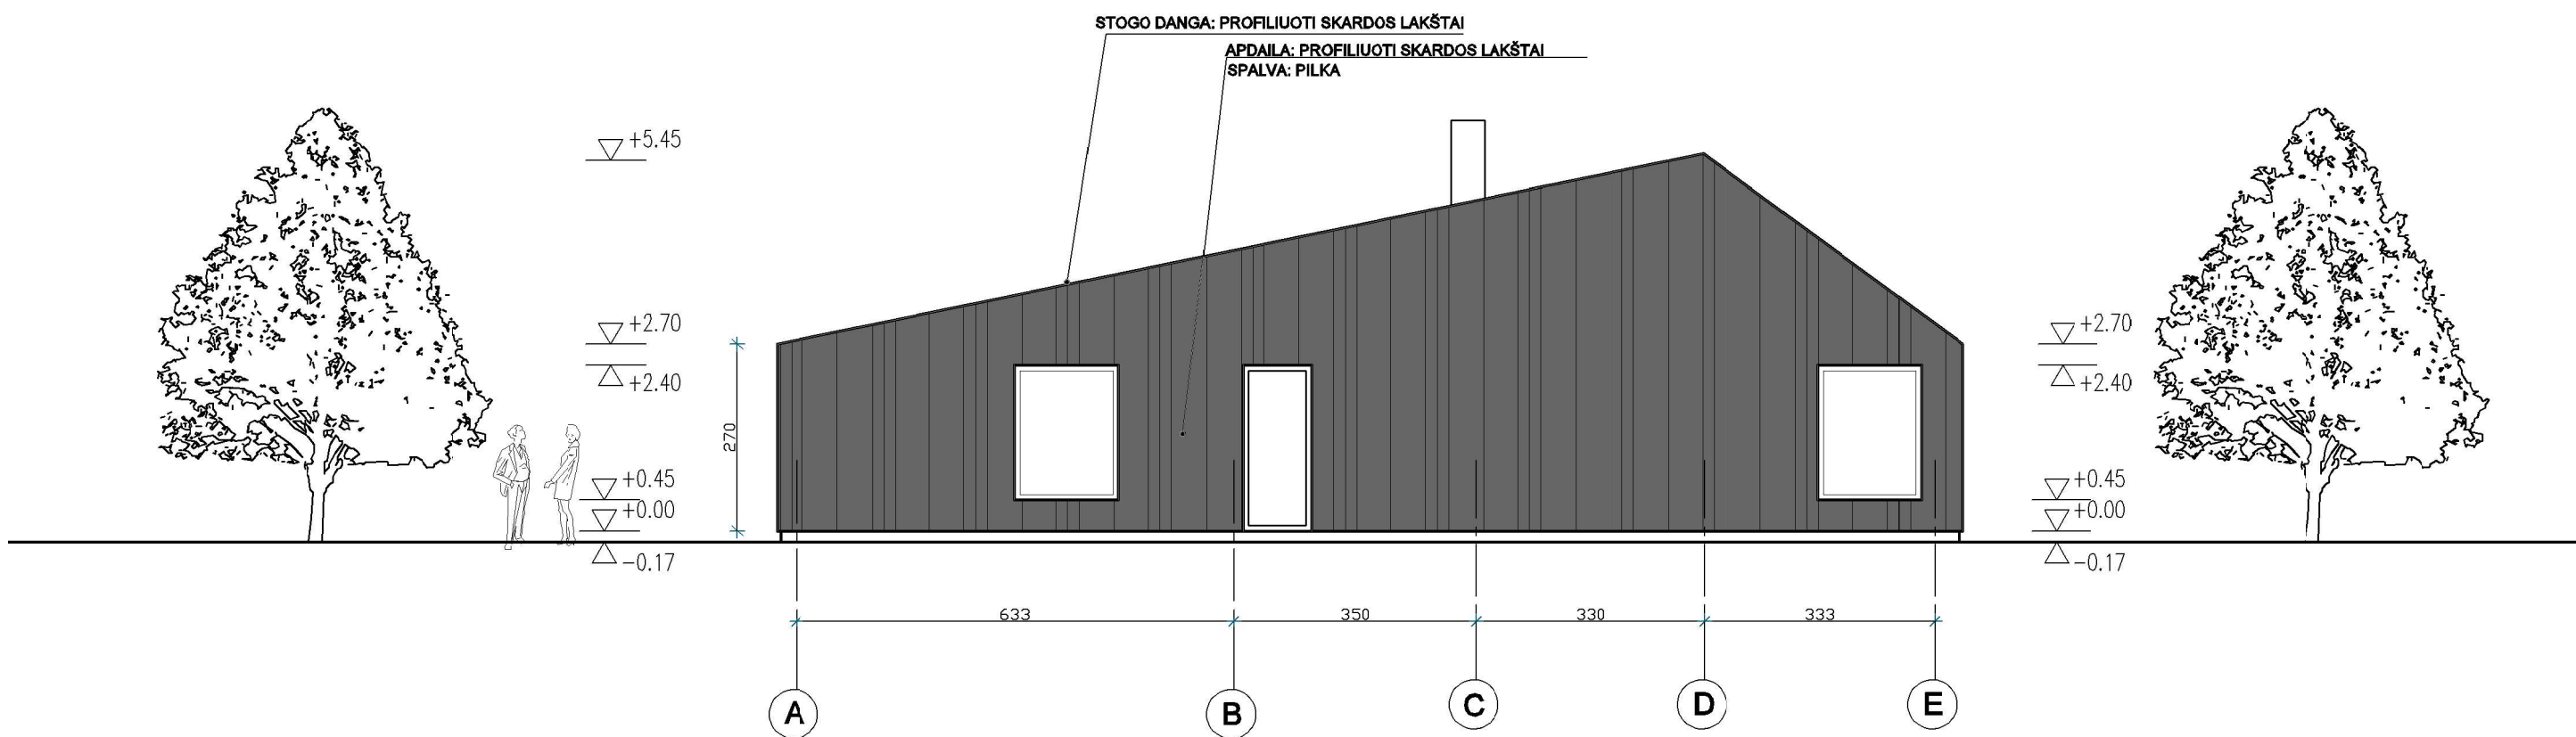 STOGO DANGA: PROFILIUOTI SKARDOS LAKŠTAI
APDAILA: PROFILIUOTI SKARDOS LAKŠTAI
SPALVA: PILKA
+5.45
+2.70
+2.40
+0.45
+0.00
-0.17
270
+2.70
+2.40
+0.45
+0.00
-0.17
633 350 330 333
A B C D E